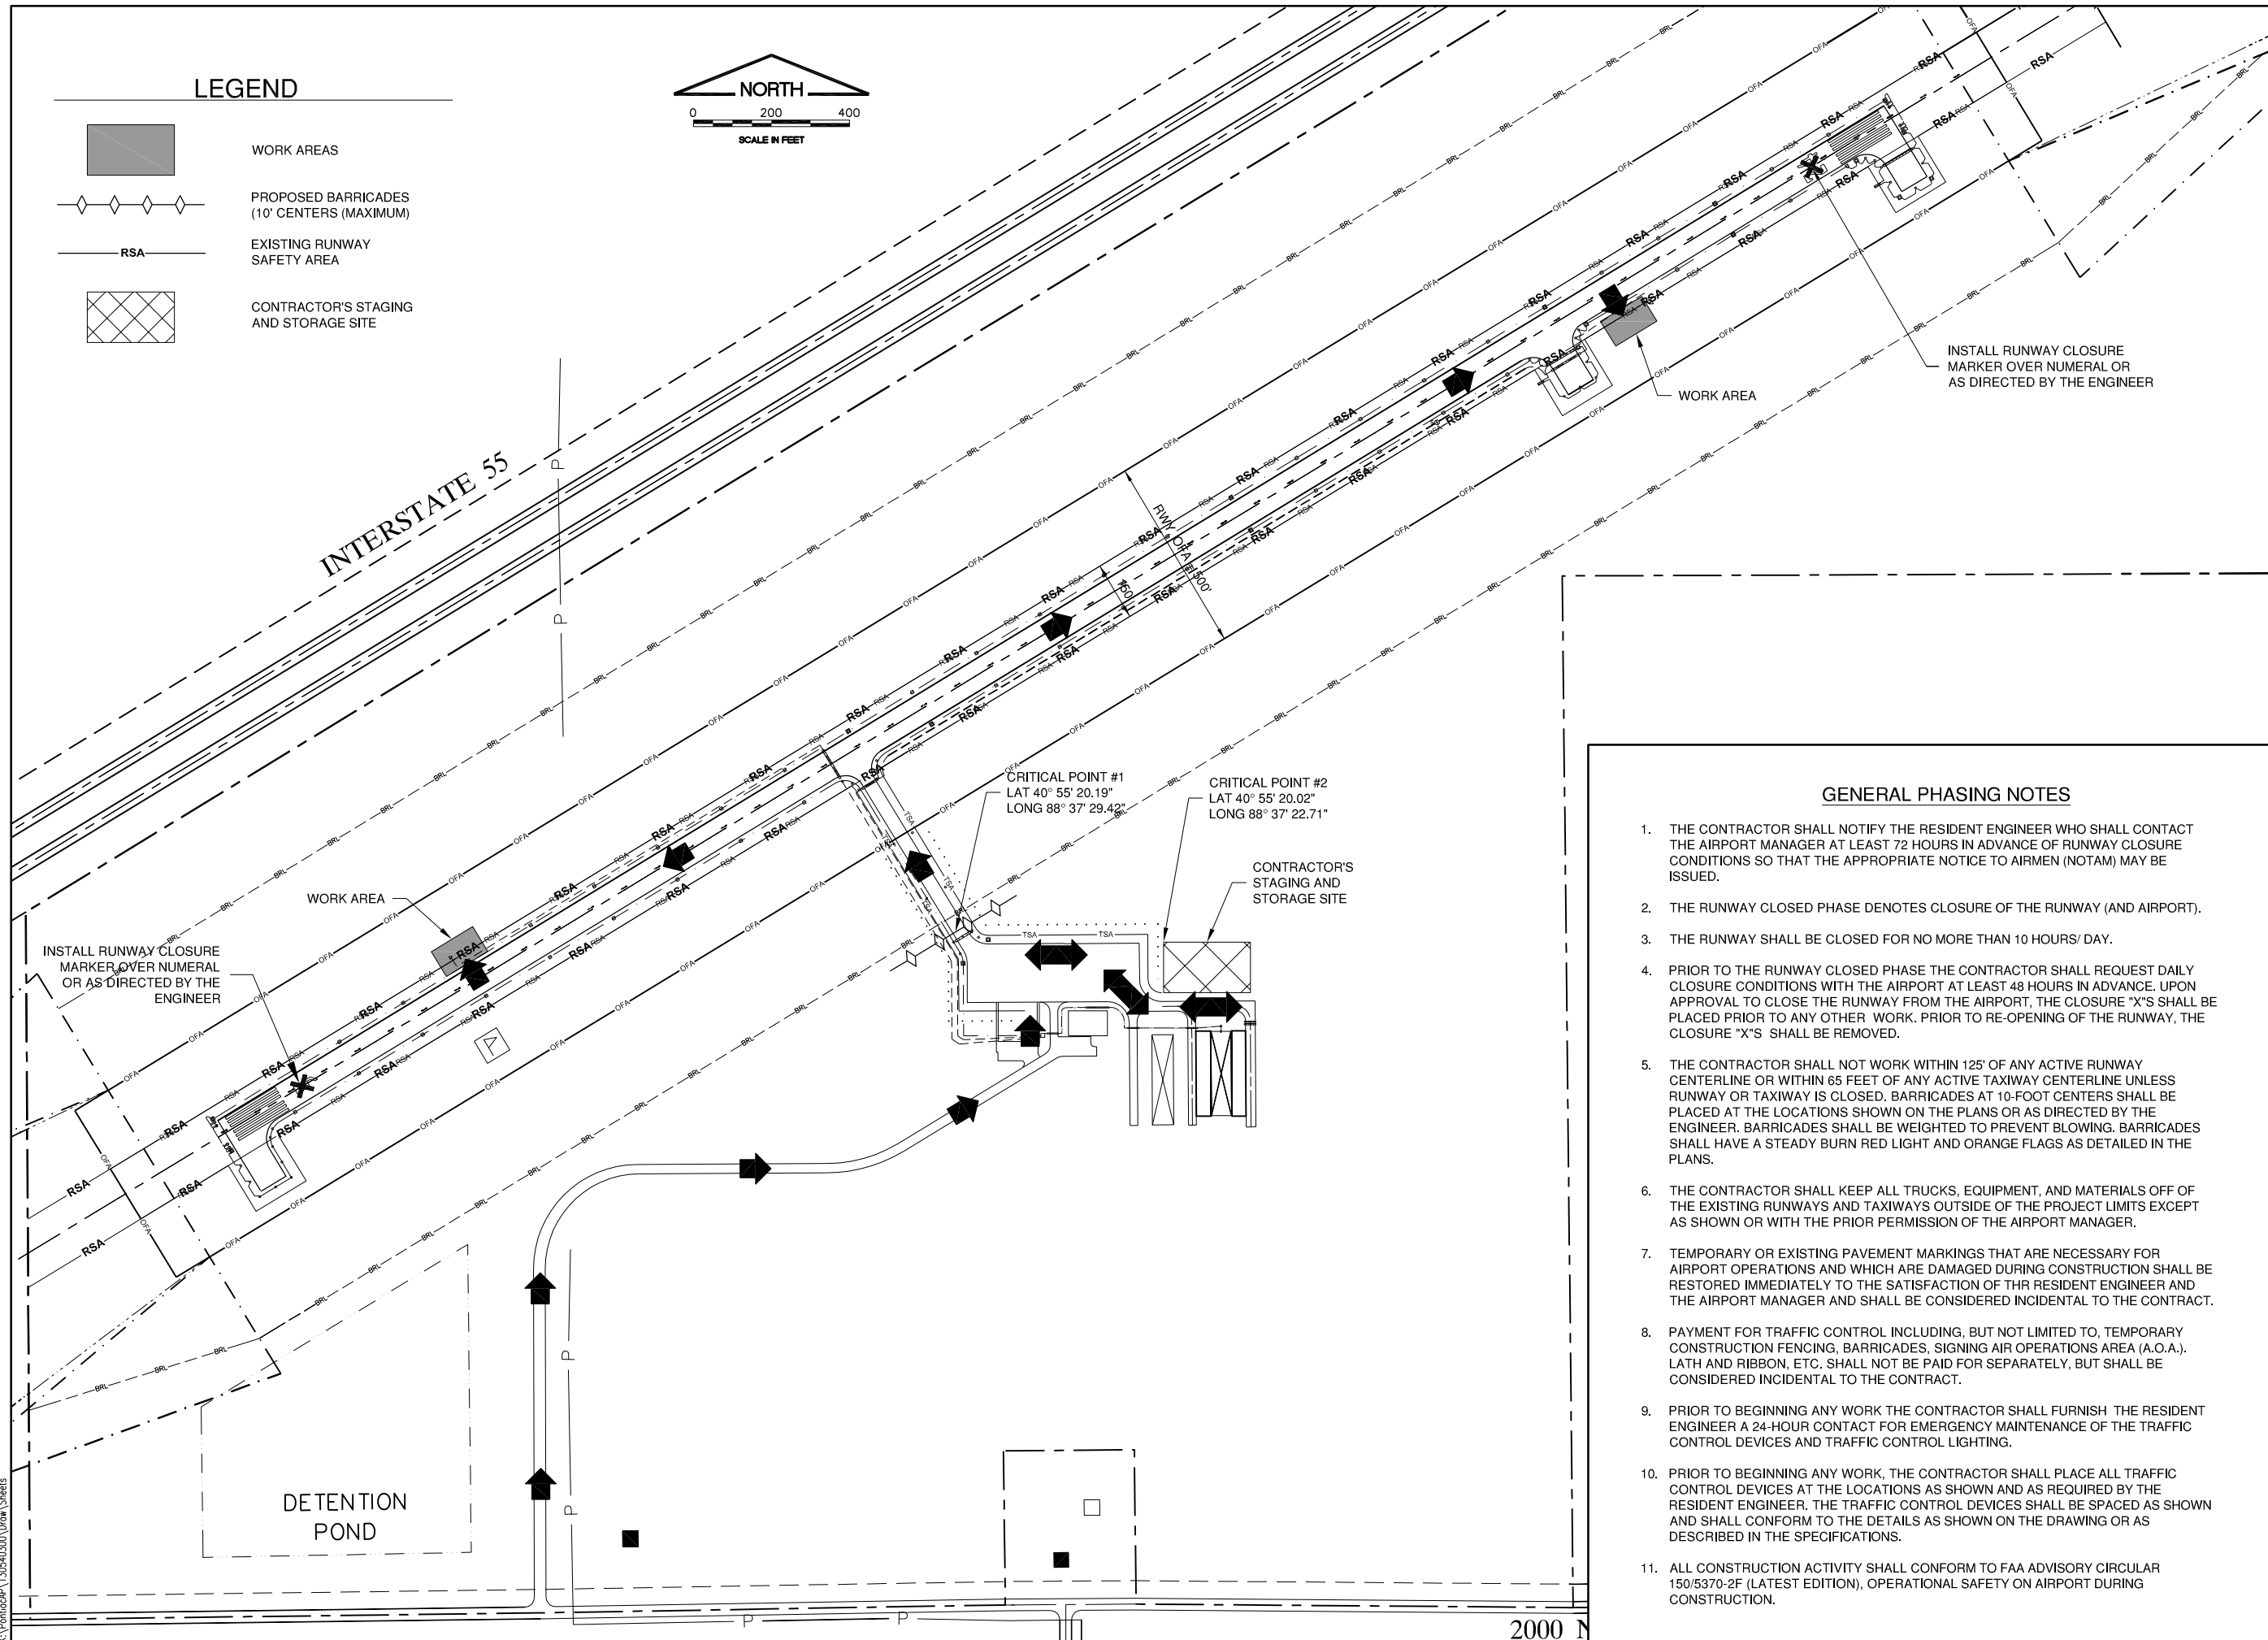 LEGEND
WORK AREAS
PROPOSED BARRICADES
(10' CENTERS (MAXIMUM)
RSA
EXISTING RUNWAY
SAFETY AREA
CONTRACTOR'S STAGING
AND STORAGE SITE
NORTH
0 200 400
SCALE IN FEET
INTERSTATE 55
RWY OFA = 500'
150'
INSTALL RUNWAY CLOSURE
MARKER OVER NUMERAL OR
AS DIRECTED BY THE ENGINEER
WORK AREA
CRITICAL POINT #1
LAT 40° 55' 20.19"
LONG 88° 37' 29.42"
CRITICAL POINT #2
LAT 40° 55' 20.02"
LONG 88° 37' 22.71"
CONTRACTOR'S
STAGING AND
STORAGE SITE
WORK AREA
INSTALL RUNWAY CLOSURE
MARKER OVER NUMERAL
OR AS DIRECTED BY THE
ENGINEER
RSA
OFA
BRL
TSA
P
DETENTION
POND
2000 N
GENERAL PHASING NOTES
1. THE CONTRACTOR SHALL NOTIFY THE RESIDENT ENGINEER WHO SHALL CONTACT
THE AIRPORT MANAGER AT LEAST 72 HOURS IN ADVANCE OF RUNWAY CLOSURE
CONDITIONS SO THAT THE APPROPRIATE NOTICE TO AIRMEN (NOTAM) MAY BE
ISSUED.
2. THE RUNWAY CLOSED PHASE DENOTES CLOSURE OF THE RUNWAY (AND AIRPORT).
3. THE RUNWAY SHALL BE CLOSED FOR NO MORE THAN 10 HOURS/ DAY.
4. PRIOR TO THE RUNWAY CLOSED PHASE THE CONTRACTOR SHALL REQUEST DAILY
CLOSURE CONDITIONS WITH THE AIRPORT AT LEAST 48 HOURS IN ADVANCE. UPON
APPROVAL TO CLOSE THE RUNWAY FROM THE AIRPORT, THE CLOSURE "X"S SHALL BE
PLACED PRIOR TO ANY OTHER WORK. PRIOR TO RE-OPENING OF THE RUNWAY, THE
CLOSURE "X"S SHALL BE REMOVED.
5. THE CONTRACTOR SHALL NOT WORK WITHIN 125' OF ANY ACTIVE RUNWAY
CENTERLINE OR WITHIN 65 FEET OF ANY ACTIVE TAXIWAY CENTERLINE UNLESS
RUNWAY OR TAXIWAY IS CLOSED. BARRICADES AT 10-FOOT CENTERS SHALL BE
PLACED AT THE LOCATIONS SHOWN ON THE PLANS OR AS DIRECTED BY THE
ENGINEER. BARRICADES SHALL BE WEIGHTED TO PREVENT BLOWING. BARRICADES
SHALL HAVE A STEADY BURN RED LIGHT AND ORANGE FLAGS AS DETAILED IN THE
PLANS.
6. THE CONTRACTOR SHALL KEEP ALL TRUCKS, EQUIPMENT, AND MATERIALS OFF OF
THE EXISTING RUNWAYS AND TAXIWAYS OUTSIDE OF THE PROJECT LIMITS EXCEPT
AS SHOWN OR WITH THE PRIOR PERMISSION OF THE AIRPORT MANAGER.
7. TEMPORARY OR EXISTING PAVEMENT MARKINGS THAT ARE NECESSARY FOR
AIRPORT OPERATIONS AND WHICH ARE DAMAGED DURING CONSTRUCTION SHALL BE
RESTORED IMMEDIATELY TO THE SATISFACTION OF THR RESIDENT ENGINEER AND
THE AIRPORT MANAGER AND SHALL BE CONSIDERED INCIDENTAL TO THE CONTRACT.
8. PAYMENT FOR TRAFFIC CONTROL INCLUDING, BUT NOT LIMITED TO, TEMPORARY
CONSTRUCTION FENCING, BARRICADES, SIGNING AIR OPERATIONS AREA (A.O.A.).
LATH AND RIBBON, ETC. SHALL NOT BE PAID FOR SEPARATELY, BUT SHALL BE
CONSIDERED INCIDENTAL TO THE CONTRACT.
9. PRIOR TO BEGINNING ANY WORK THE CONTRACTOR SHALL FURNISH THE RESIDENT
ENGINEER A 24-HOUR CONTACT FOR EMERGENCY MAINTENANCE OF THE TRAFFIC
CONTROL DEVICES AND TRAFFIC CONTROL LIGHTING.
10. PRIOR TO BEGINNING ANY WORK, THE CONTRACTOR SHALL PLACE ALL TRAFFIC
CONTROL DEVICES AT THE LOCATIONS AS SHOWN AND AS REQUIRED BY THE
RESIDENT ENGINEER. THE TRAFFIC CONTROL DEVICES SHALL BE SPACED AS SHOWN
AND SHALL CONFORM TO THE DETAILS AS SHOWN ON THE DRAWING OR AS
DESCRIBED IN THE SPECIFICATIONS.
11. ALL CONSTRUCTION ACTIVITY SHALL CONFORM TO FAA ADVISORY CIRCULAR
150/5370-2F (LATEST EDITION), OPERATIONAL SAFETY ON AIRPORT DURING
CONSTRUCTION.